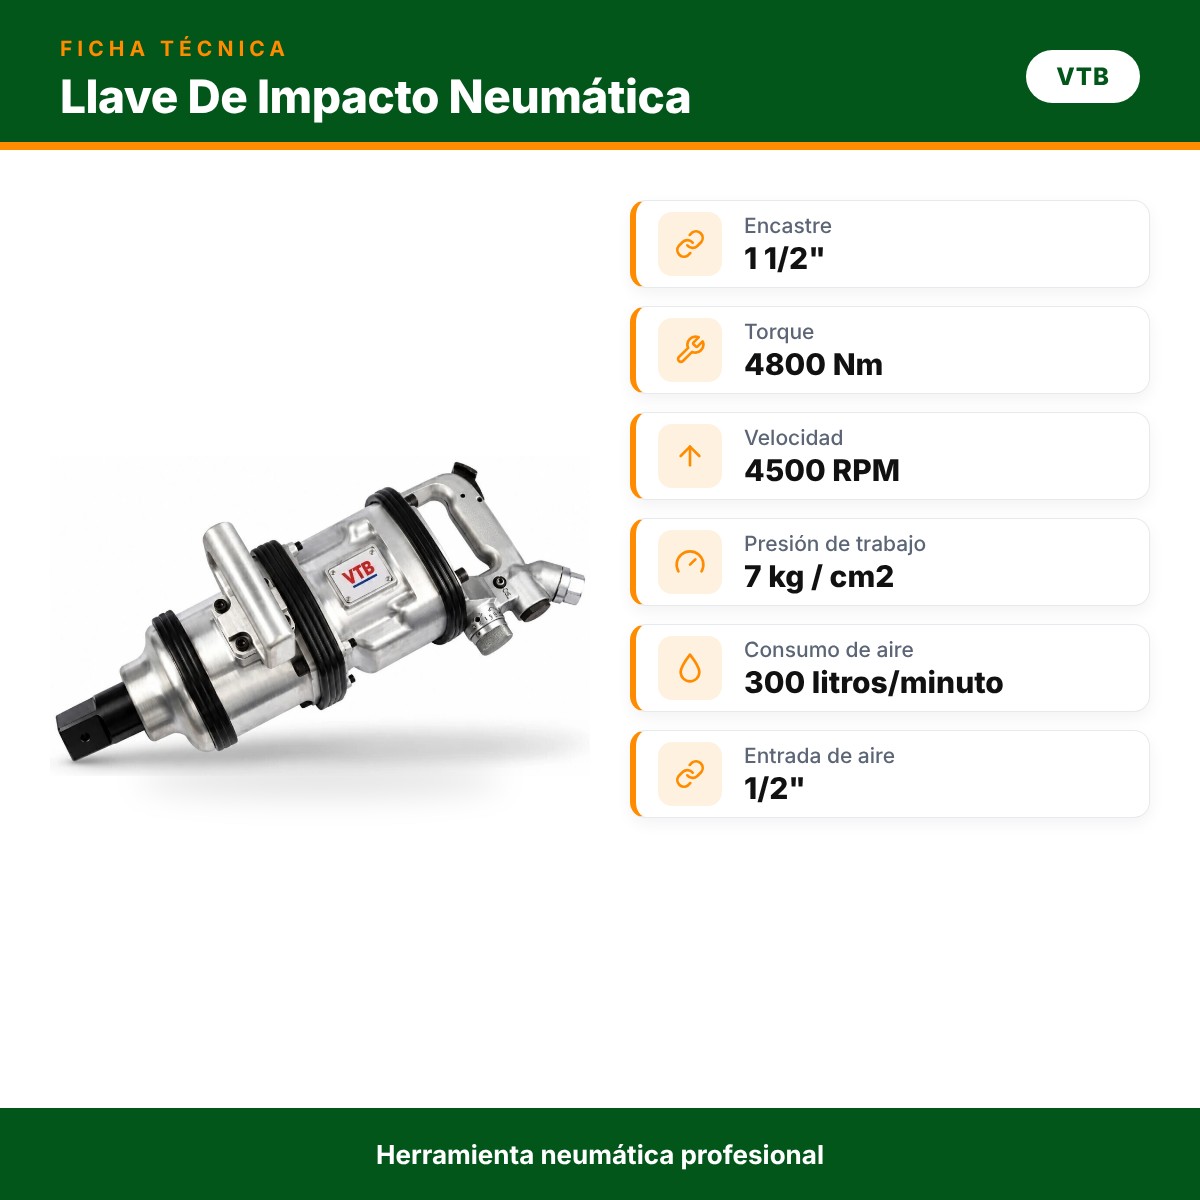 FICHA TÉCNICA
Llave De Impacto Neumática
VTB
Encastre
1 1/2"
Torque
4800 Nm
Velocidad
4500 RPM
Presión de trabajo
7 kg / cm2
Consumo de aire
300 litros/minuto
Entrada de aire
1/2"
VTB
Herramienta neumática profesional